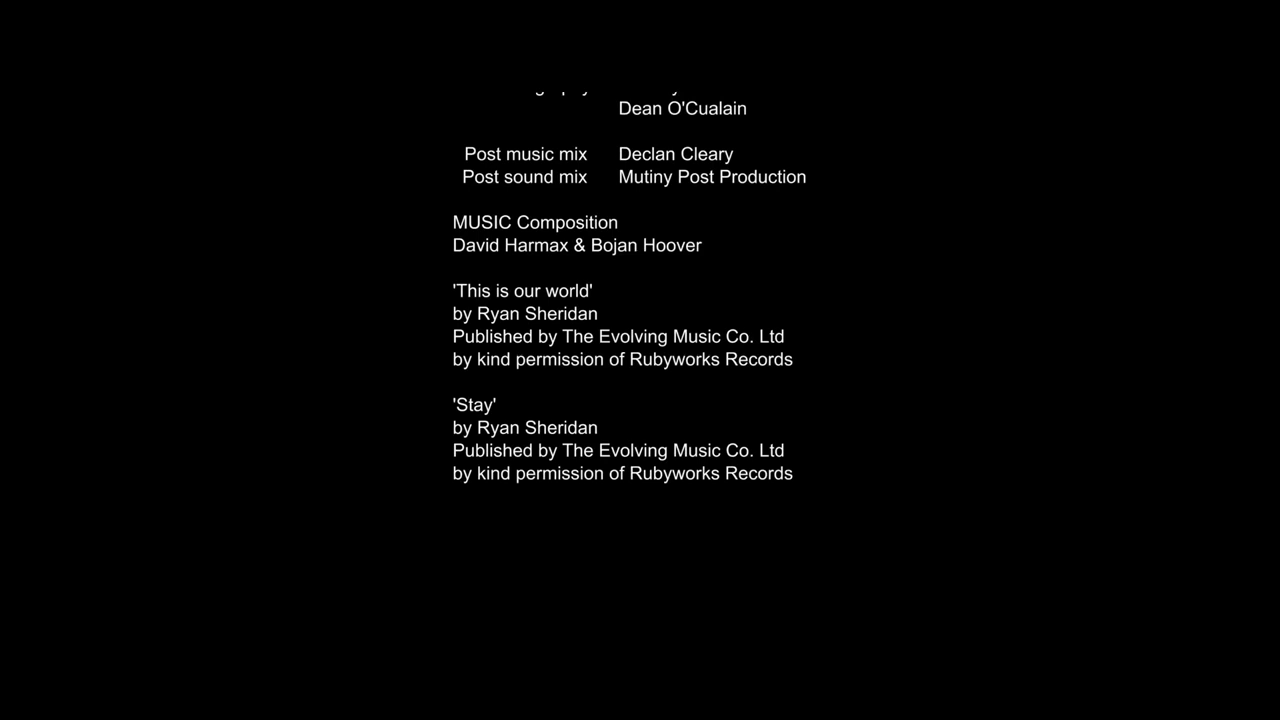 Dean O'Cualain
Post music mix Declan Cleary
Post sound mix Mutiny Post Production
MUSIC Composition
David Harmax & Bojan Hoover
'This is our world'
by Ryan Sheridan
Published by The Evolving Music Co. Ltd
by kind permission of Rubyworks Records
'Stay'
by Ryan Sheridan
Published by The Evolving Music Co. Ltd
by kind permission of Rubyworks Records